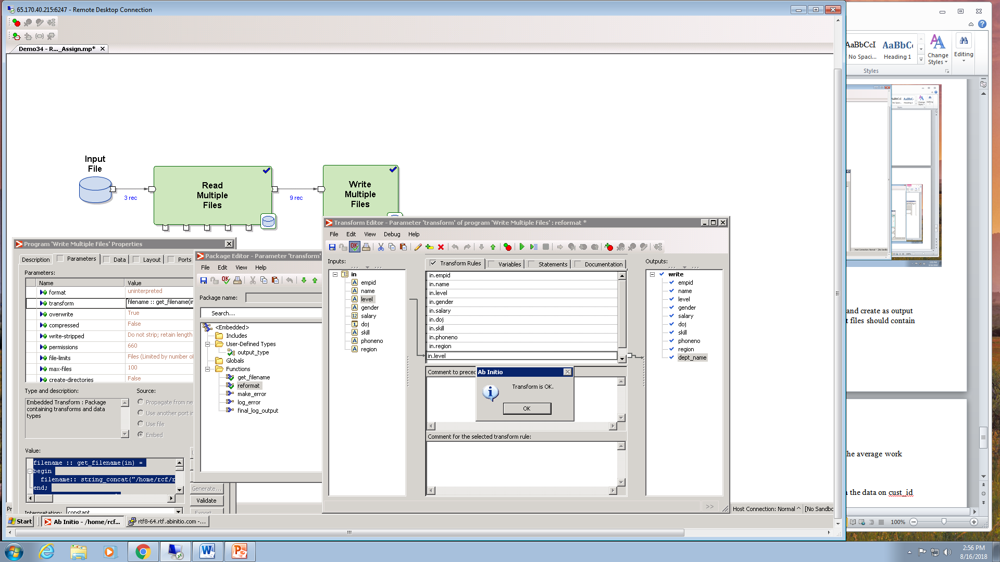 65.170.40.215:6247 - Remote Desktop Connection
Demo34 - R..._Assign.mp*
Input
File
3 rec
Read
Multiple
Files
9 rec
Write
Multiple
Files
Program 'Write Multiple Files' Properties
Description
Parameters
Data
Layout
Ports
Parameters:
Name
Value
format
uninterpreted
transform
filename :: get_filename(in
overwrite
True
compressed
False
write-stripped
Do not strip; retain length
permissions
660
file-limits
Files (Limited by number of
max-files
100
create-directories
False
Type and description:
Source:
Embedded Transform : Package
containing transforms and data
types
Propagate from ne
Use another port in
Use file
Embed
Value:
filename :: get_filename(in) =
begin
filename:: string_concat("/home/rcf/r
end;
Generate...
Validate
Export
Interpretation:
constant
Package Editor - Parameter 'transform'
File
Edit
View
Help
Package name:
Search...
<Embedded>
Includes
User-Defined Types
output_type
Globals
Functions
get_filename
reformat
make_error
log_error
final_log_output
Transform Editor - Parameter 'transform' of program 'Write Multiple Files' : reformat *
File
Edit
View
Debug
Help
Inputs:
in
empid
name
level
gender
salary
doj
skill
phoneno
region
Transform Rules
Variables
Statements
Documentation
in.empid
in.name
in.level
in.gender
in.salary
in.doj
in.skill
in.phoneno
in.region
in.level
Comment to preced
Comment for the selected transform rule:
Outputs:
write
empid
name
level
gender
salary
doj
skill
phoneno
region
dept_name
>>
Ab Initio
Transform is OK.
OK
Pr
Host Connection: Normal ^
[No Sandbo
Start
Ab Initio - /home/rcf...
rtf8-64.rtf.abinitio.com -...
AaBbCcI
AaBbCc
No Spaci...
Heading 1
Change
Styles
Editing
Styles
and create as output
t files should contain
he average work
n the data on cust_id
100%
2:56 PM
8/16/2018